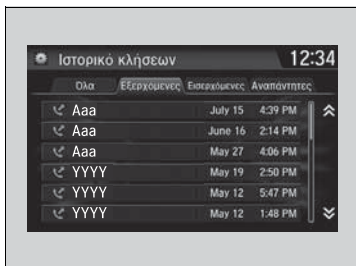 Ιστορικό κλήσεων 12:34
Όλα Εξερχόμενες Εισερχόμενες Αναπάντητες
Aaa July 15 4:39 PM
Aaa June 16 2:14 PM
Aaa May 27 4:06 PM
YYYY May 19 2:50 PM
YYYY May 12 5:47 PM
YYYY May 12 1:48 PM